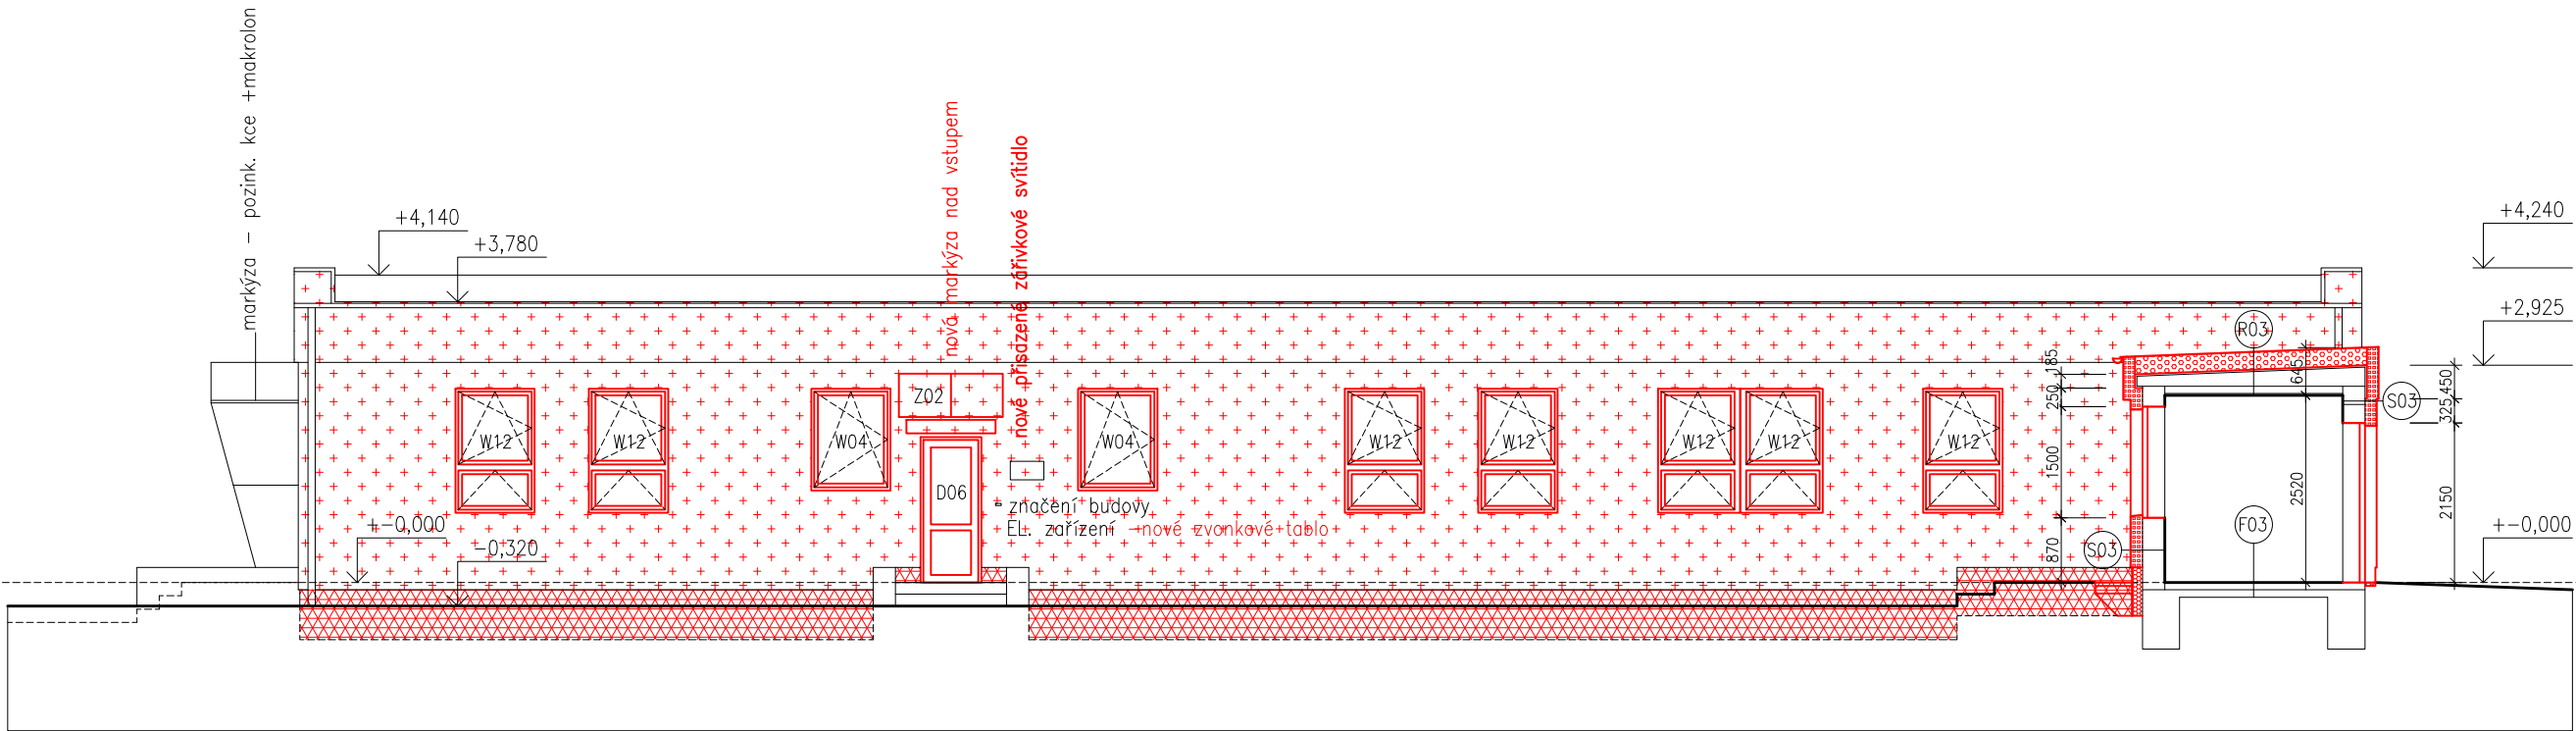 markýza – pozink. kce +makrolon
nová markýza nad vstupem
nové přisazené zářivkové svítidlo
+4,140
+3,780
+4,240
+2,925
R03
185
645
450
250
325
S03
Z02
W12
W12
W04
W04
W12
W12
W12
W12
W12
1500
2520
2150
D06
– značení budovy
EL. zařízení –nové zvonkové tablo
+–0,000
–0,320
870
S03
F03
+–0,000